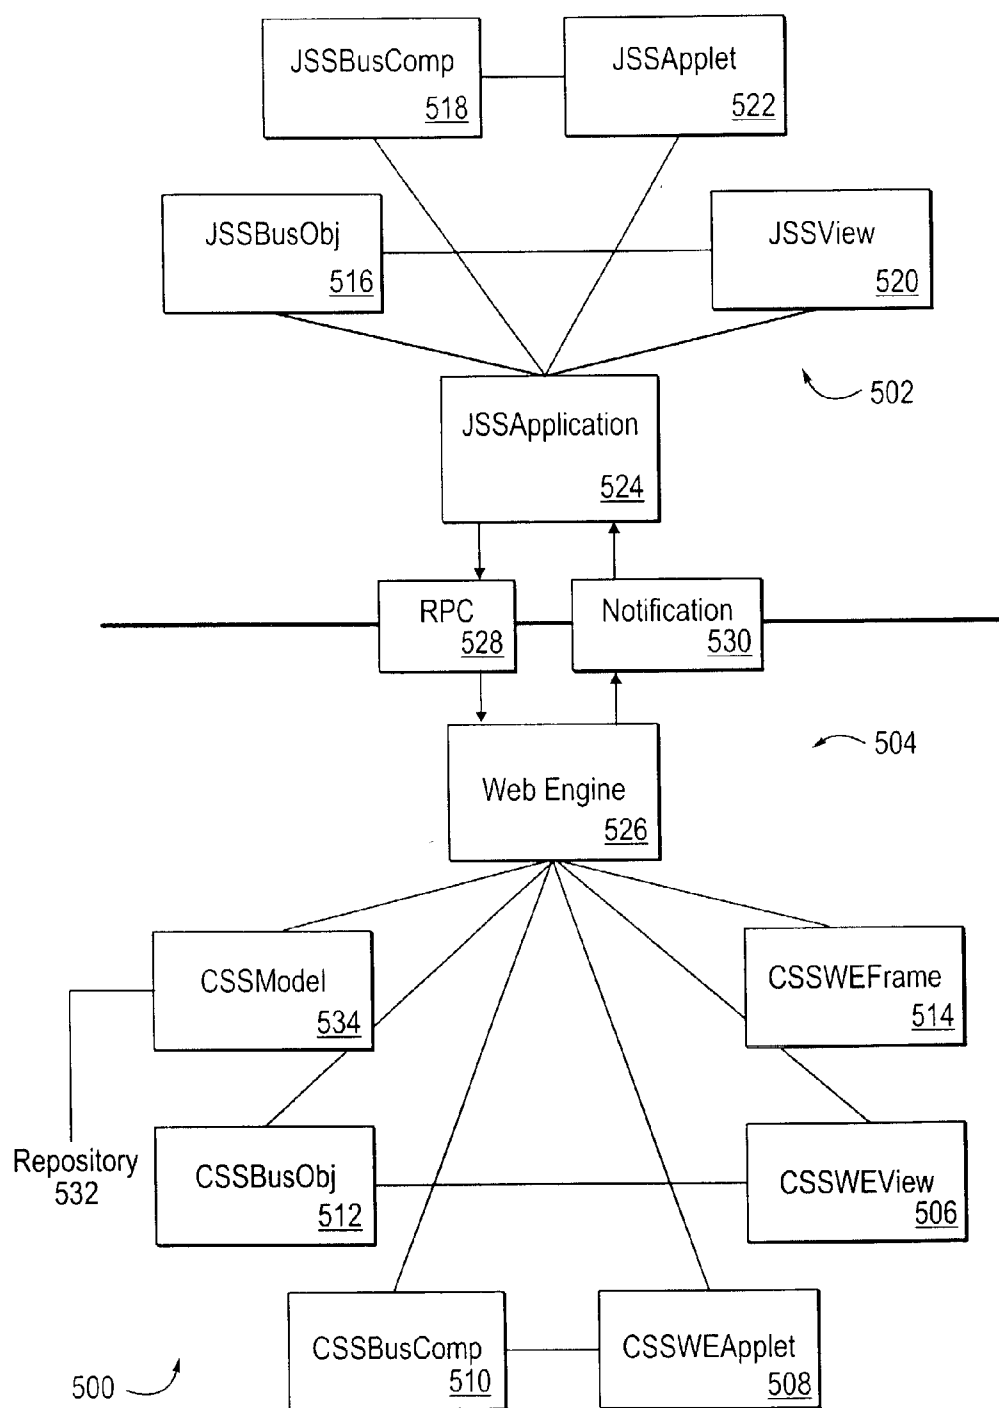 JSSBusComp
518
JSSApplet
522
JSSBusObj
516
JSSView
520
502
JSSApplication
524
RPC
528
Notification
530
504
Web Engine
526
CSSModel
534
CSSWEFrame
514
Repository
532
CSSBusObj
512
CSSWEView
506
CSSBusComp
510
CSSWEApplet
508
500